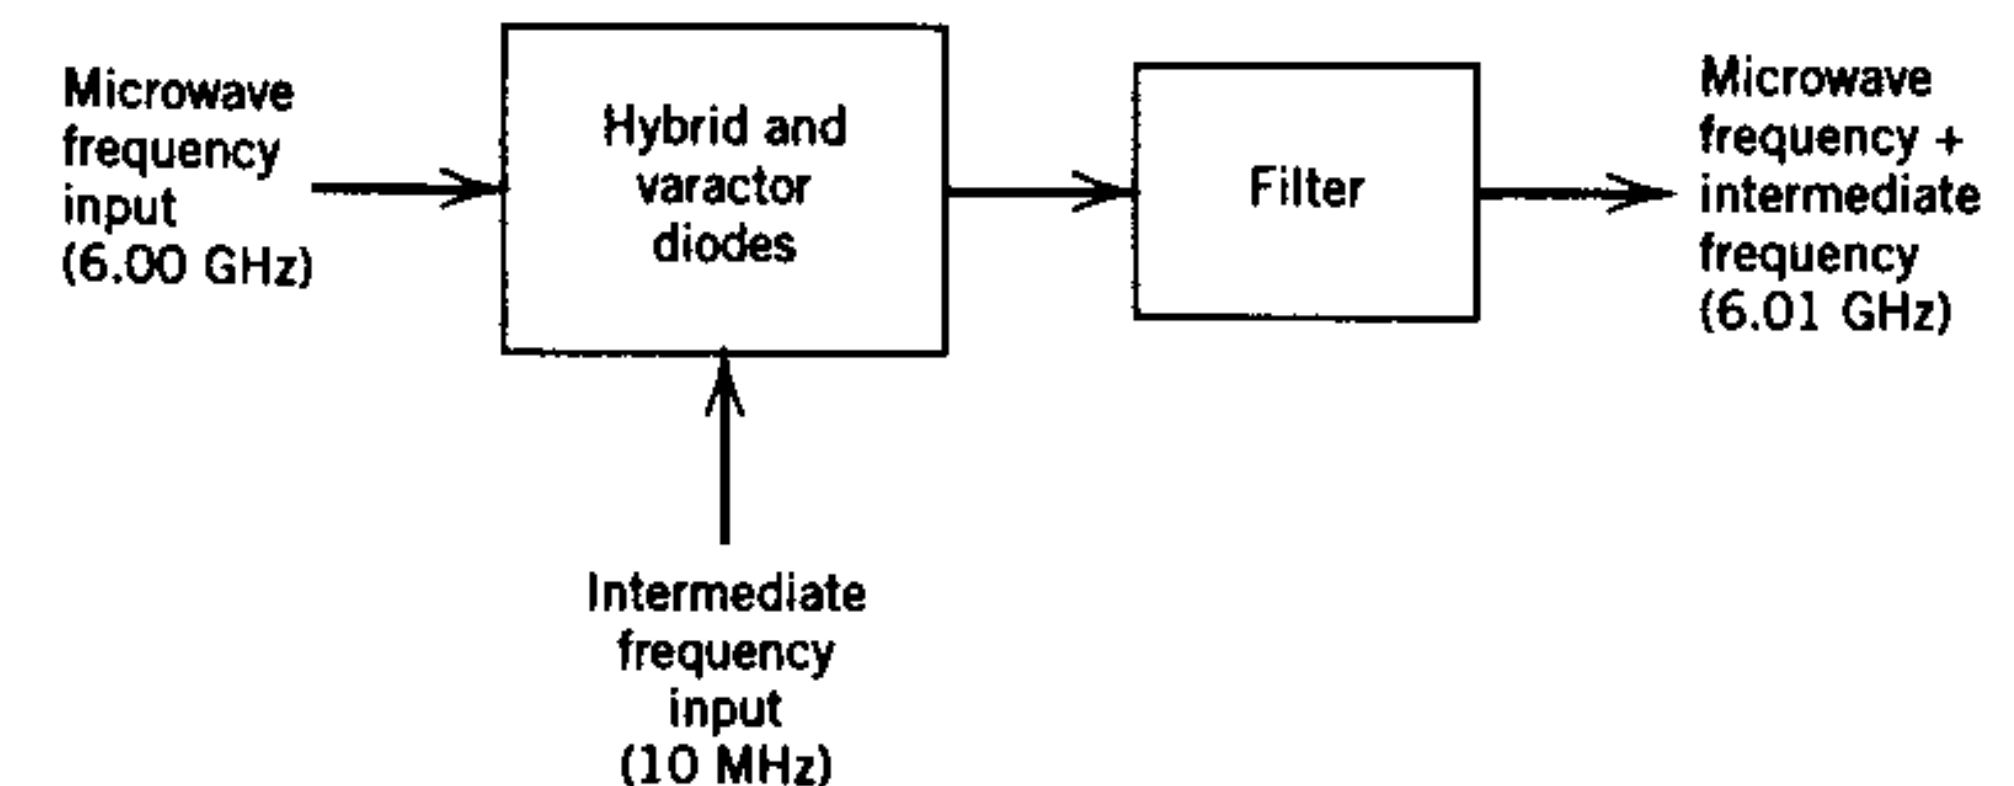 Microwave
frequency
input
(6.00 GHz)
Hybrid and
varactor
diodes
Filter
Microwave
frequency +
intermediate
frequency
(6.01 GHz)
Intermediate
frequency
input
(10 MHz)